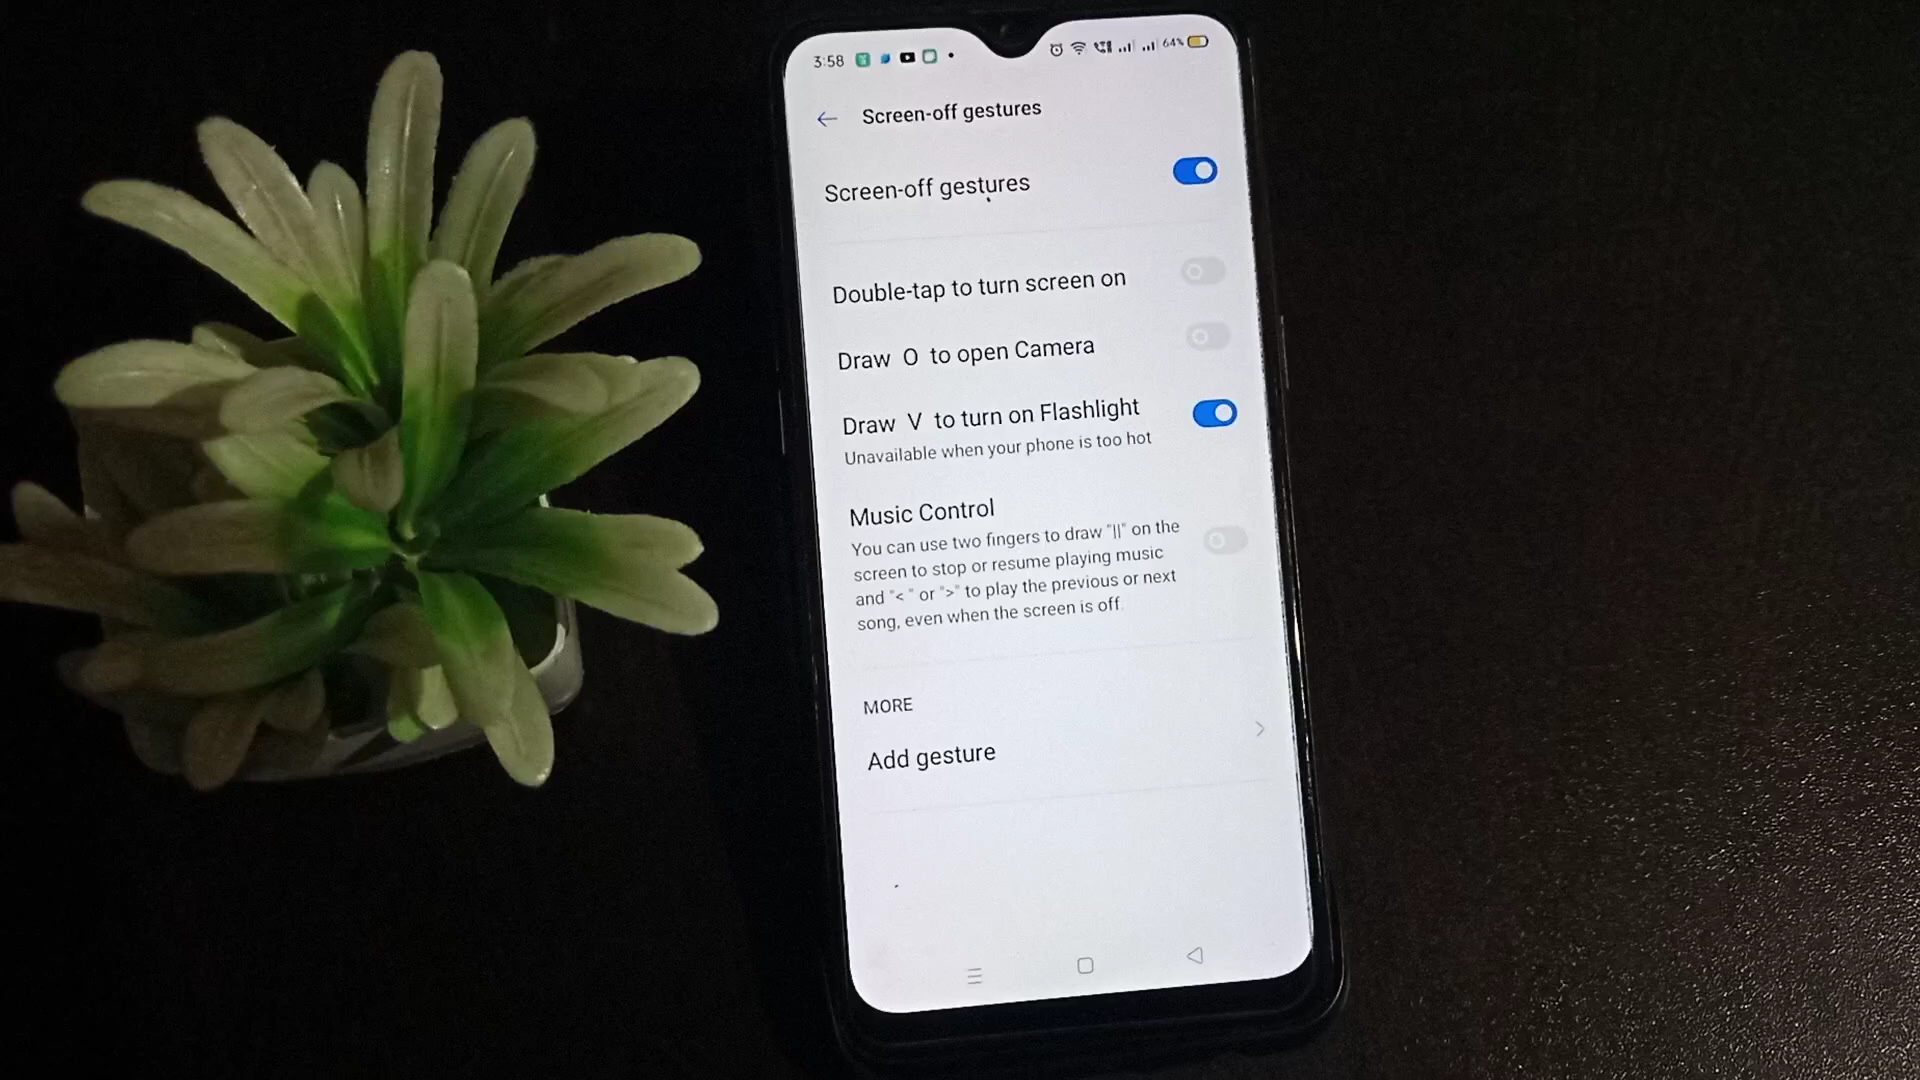 3:58 64%
Screen-off gestures
Screen-off gestures
Double-tap to turn screen on
Draw O to open Camera
Draw V to turn on Flashlight
Unavailable when your phone is too hot
Music Control
You can use two fingers to draw "||" on the
screen to stop or resume playing music
and "< " or ">" to play the previous or next
song, even when the screen is off.
MORE
Add gesture